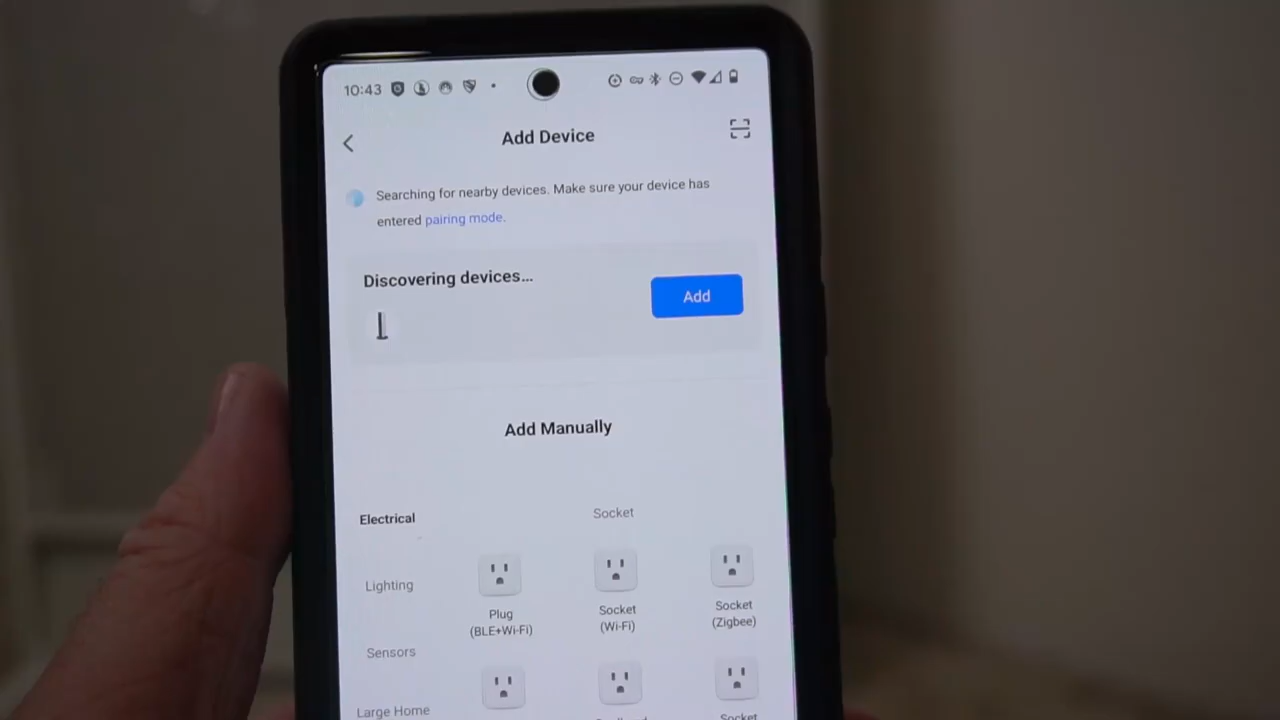 10:43
Add Device
Searching for nearby devices. Make sure your device has
entered pairing mode.
Discovering devices...
Add
Add Manually
Electrical
Socket
Lighting
Plug
(BLE+Wi-Fi)
Socket
(Wi-Fi)
Socket
(Zigbee)
Sensors
Large Home
Socket